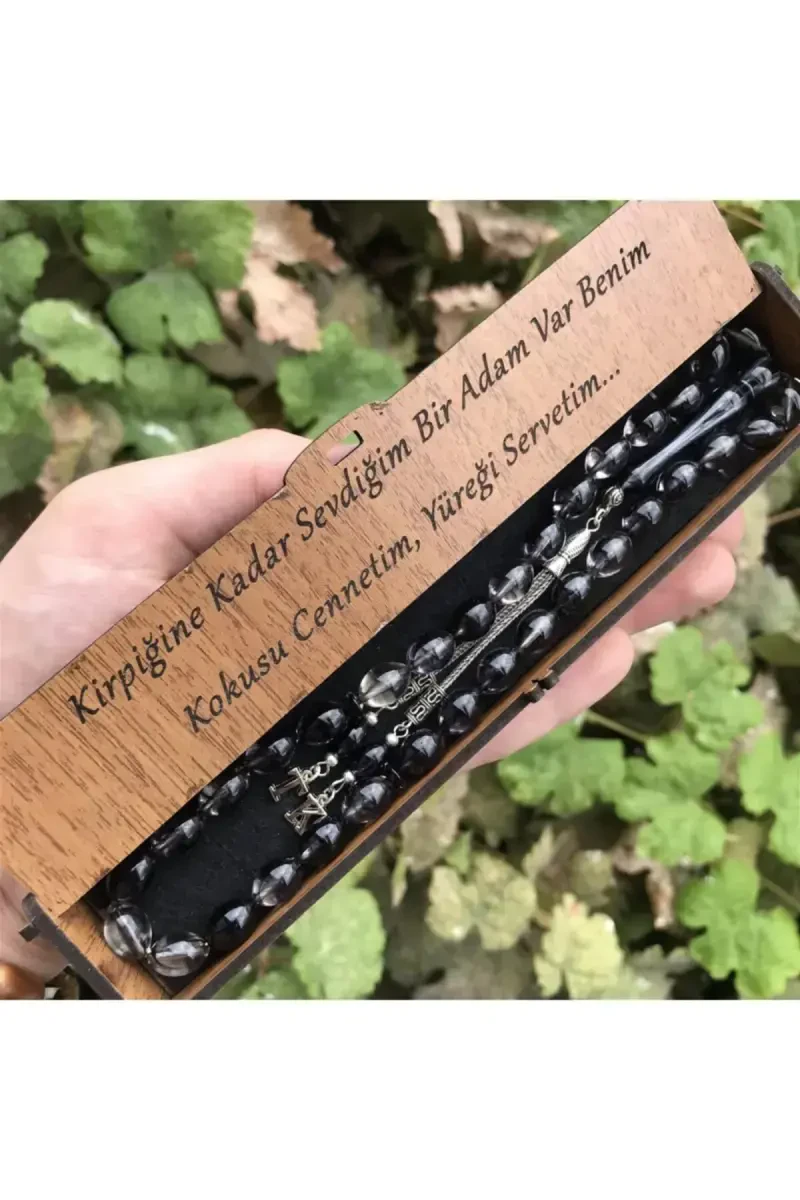 Kirpiğine Kadar Sevdiğim Bir Adam Var Benim
Kokusu Cennetim, Yüreği Servetim...